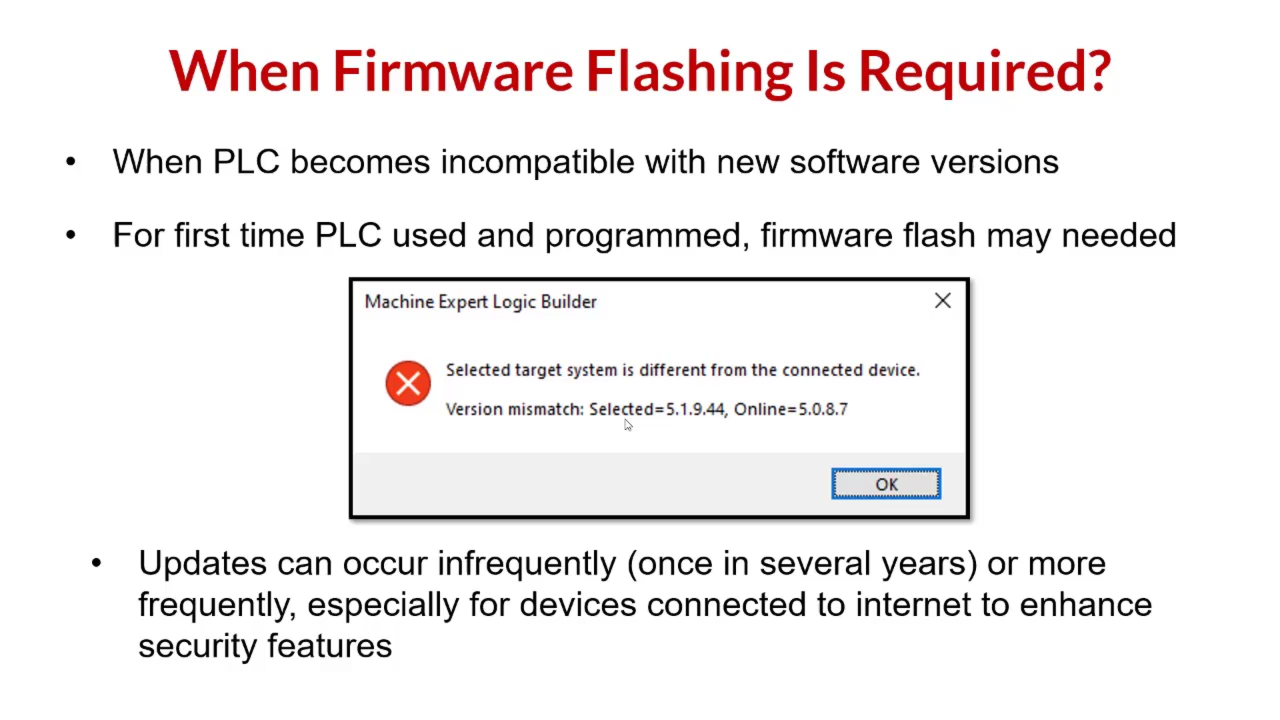 When Firmware Flashing Is Required?
• When PLC becomes incompatible with new software versions
• For first time PLC used and programmed, firmware flash may needed
Machine Expert Logic Builder
Selected target system is different from the connected device.
Version mismatch: Selected=5.1.9.44, Online=5.0.8.7
OK
• Updates can occur infrequently (once in several years) or more
frequently, especially for devices connected to internet to enhance
security features